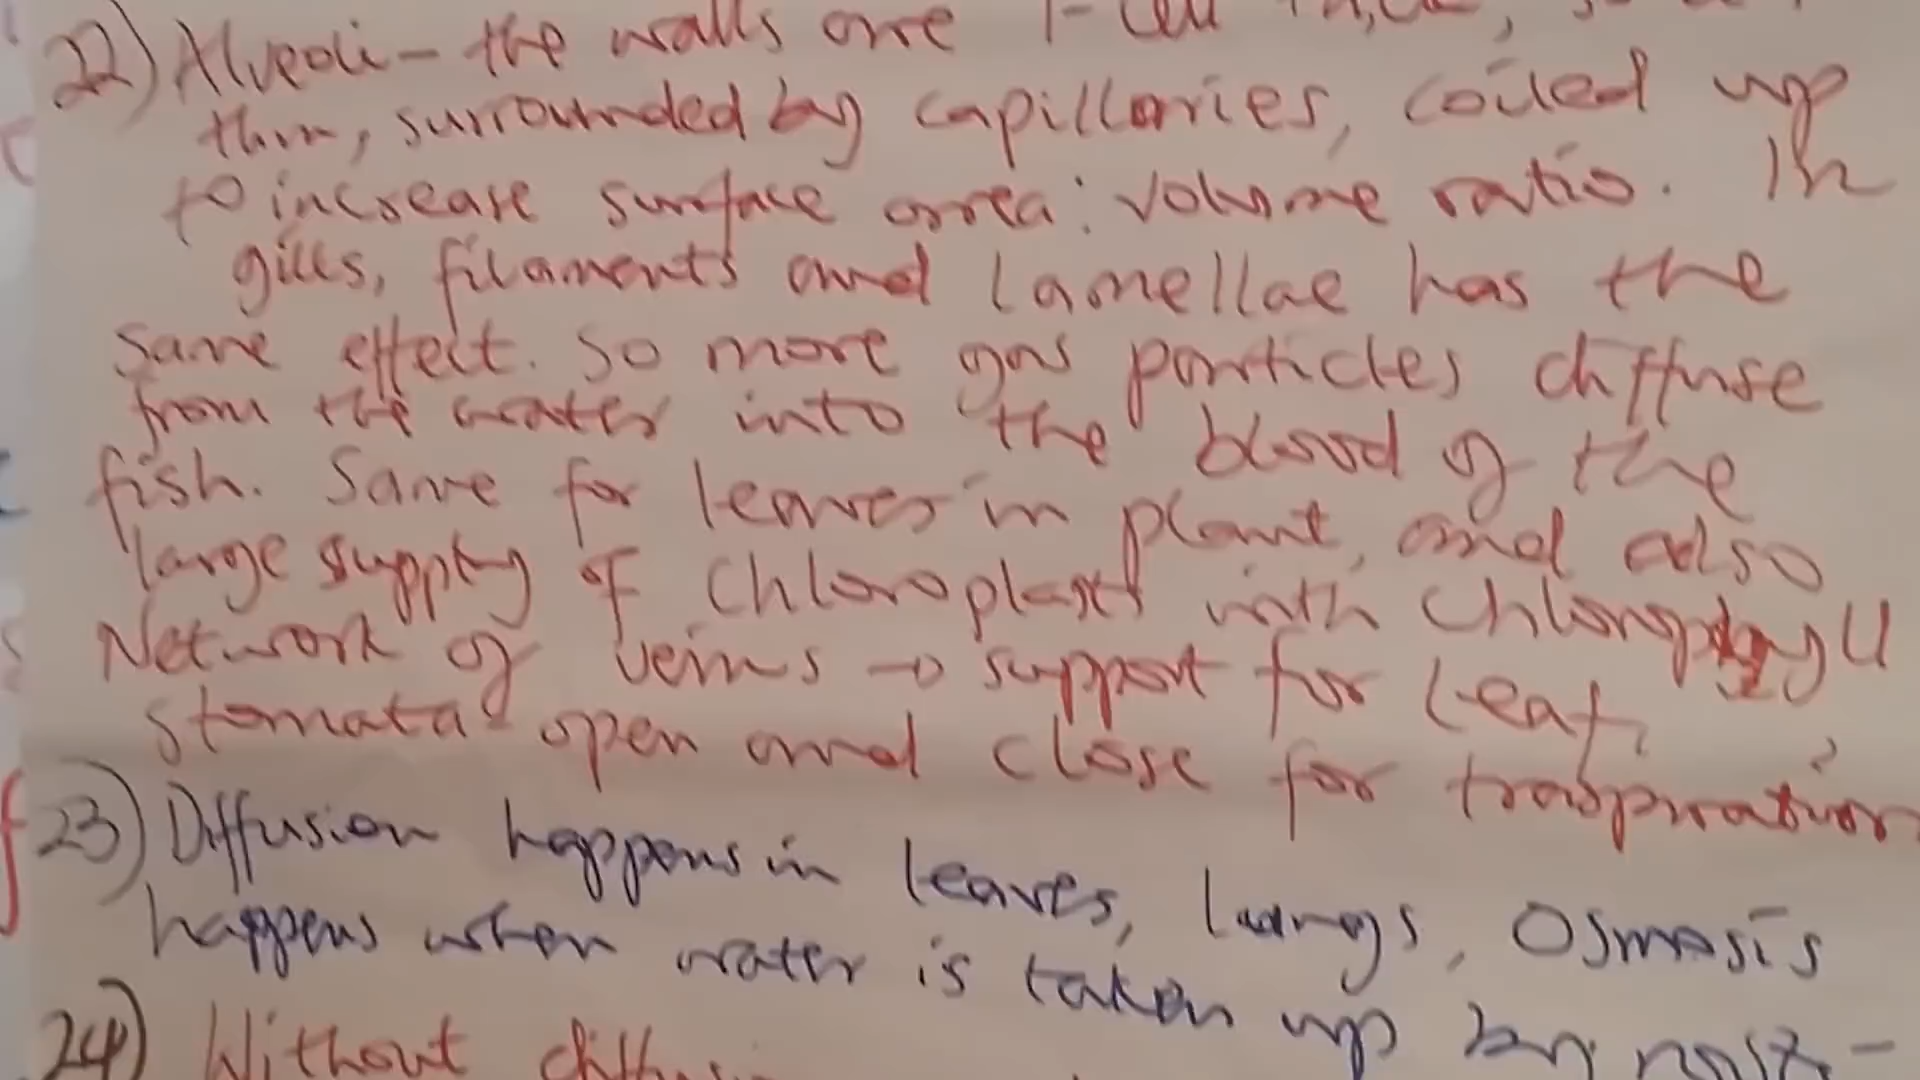 22) Alveoli - the walls are 1-cell thick,
thin, surrounded by capillaries, coiled up
to increase surface area: volume ratio. In
gills, filaments and lamellae has the
same effect. So more gas particles diffuse
from the water into the blood of the
fish. Same for leaves in plant, and also
large supply of chloroplast with chlorophyll
Network of veins → support for leaf,
stomata open and close for traspiration
23) Diffusion happens in leaves, lungs, Osmosis
happens when water is taken up by
24) Without